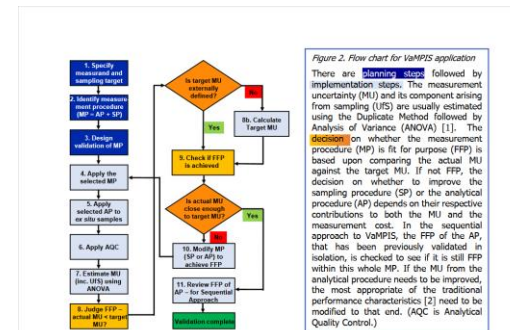 1. Specify
measurand and
sampling target
2. Identify measure
ment procedure
(MP = AP + SP)
3. Design
validation of MP
4. Apply the
selected MP
5. Apply
selected AP to
or situ samples
6. Apply AQC
7. Estimate MU
(inc. UfS) using
ANOVA
8. Judge FFP –
actual MU < target
MU?
Is target MU
externally
defined?
No
Yes
8b. Calculate
Target MU
9. Check if FFP
is achieved
Is actual MU
close enough
to target MU?
Yes
No
10. Modify MP
(SP or AP) to
achieve FFP
11. Review FFP of
AP – for Sequential
Approach
Validation complete
Figure 2. Flow chart for VaMPIS application
There are planning steps followed by
implementation steps. The measurement
uncertainty (MU) and its component arising
from sampling (UfS) are usually estimated
using the Duplicate Method followed by
Analysis of Variance (ANOVA) [1]. The
decision on whether the measurement
procedure (MP) is fit for purpose (FFP) is
based upon comparing the actual MU
against the target MU. If not FFP, the
decision on whether to improve the
sampling procedure (SP) or the analytical
procedure (AP) depends on their respective
contributions to both the MU and the
measurement cost. In the sequential
approach to VaMPIS, the FFP of the AP,
that has been previously validated in
isolation, is checked to see if it is still FFP
within this whole MP. If the MU from the
analytical procedure needs to be improved,
the most appropriate of the traditional
performance characteristics [2] need to be
modified to that end. (AQC is Analytical
Quality Control.)